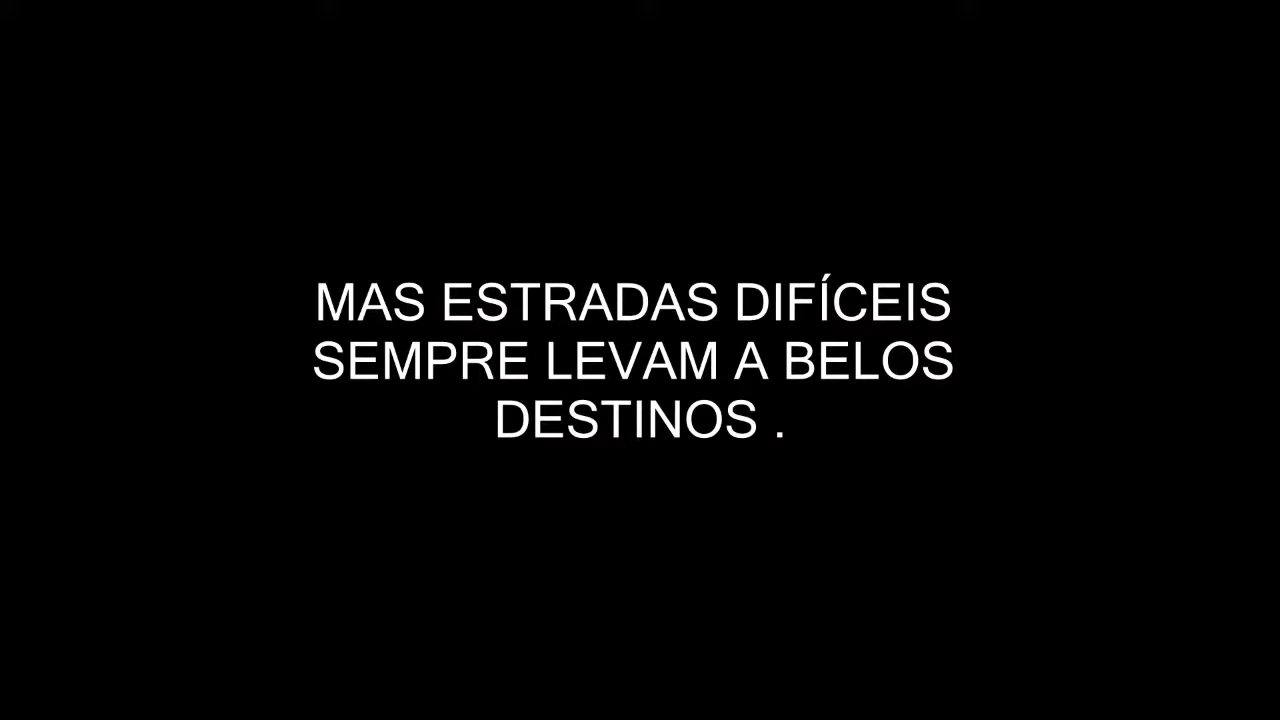 MAS ESTRADAS DIFÍCEIS
SEMPRE LEVAM A BELOS
DESTINOS .